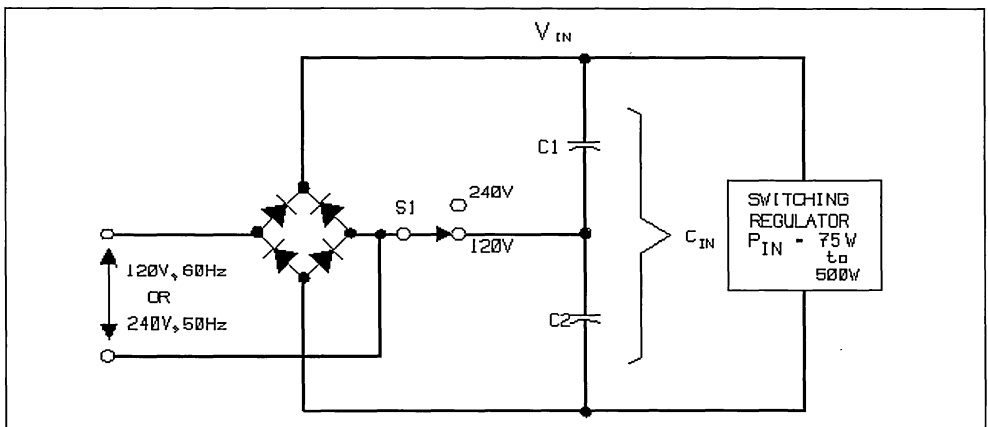 V IN
C1
S1
240V
120V
C IN
SWITCHING
REGULATOR
P IN - 75W
to
500W
120V, 60Hz
OR
240V, 50Hz
C2